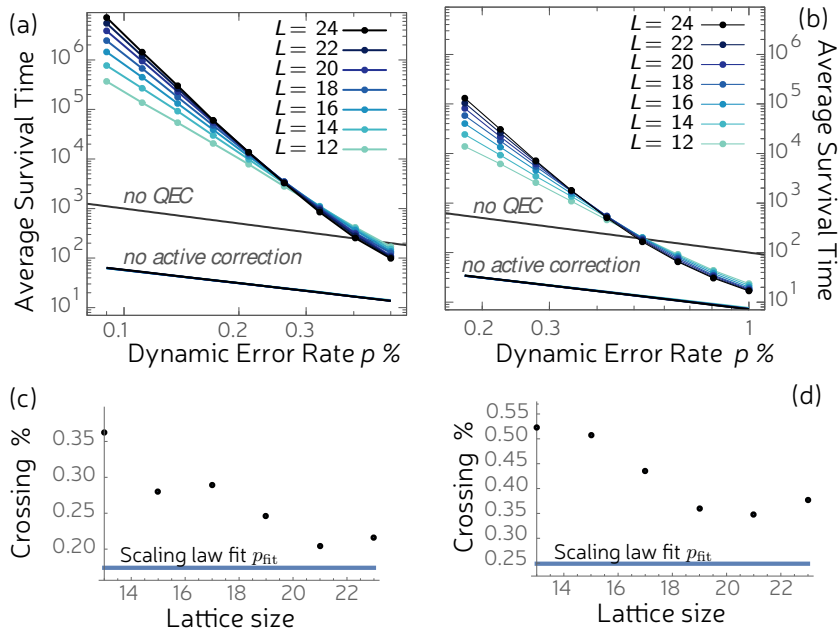 (a)
Average Survival Time
10^6
10^5
10^4
10^3
10^2
10^1
L = 24
L = 22
L = 20
L = 18
L = 16
L = 14
L = 12
no QEC
no active correction
0.1 0.2 0.3
Dynamic Error Rate p %
(b)
Average Survival Time
10^6
10^5
10^4
10^3
10^2
10^1
L = 24
L = 22
L = 20
L = 18
L = 16
L = 14
L = 12
no QEC
no active correction
0.2 0.3 1
Dynamic Error Rate p %
(c)
Crossing %
0.35
0.30
0.25
0.20
Scaling law fit p_fit
14 16 18 20 22
Lattice size
(d)
Crossing %
0.55
0.50
0.45
0.40
0.35
0.30
0.25
Scaling law fit p_fit
14 16 18 20 22
Lattice size